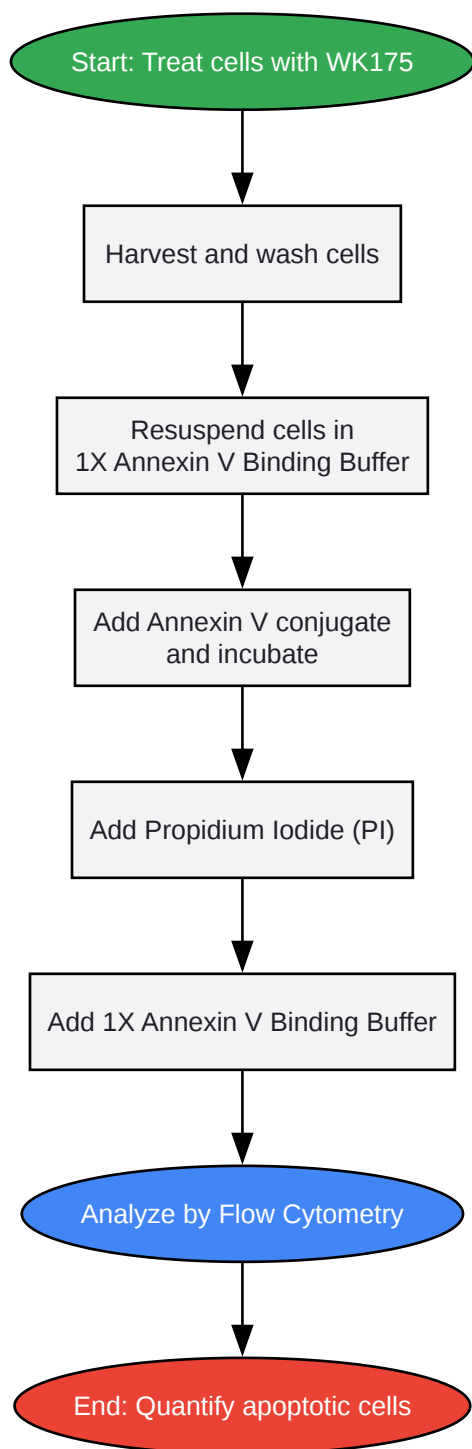 Start: Treat cells with WK175
Harvest and wash cells
Resuspend cells in
1X Annexin V Binding Buffer
Add Annexin V conjugate
and incubate
Add Propidium Iodide (PI)
Add 1X Annexin V Binding Buffer
Analyze by Flow Cytometry
End: Quantify apoptotic cells